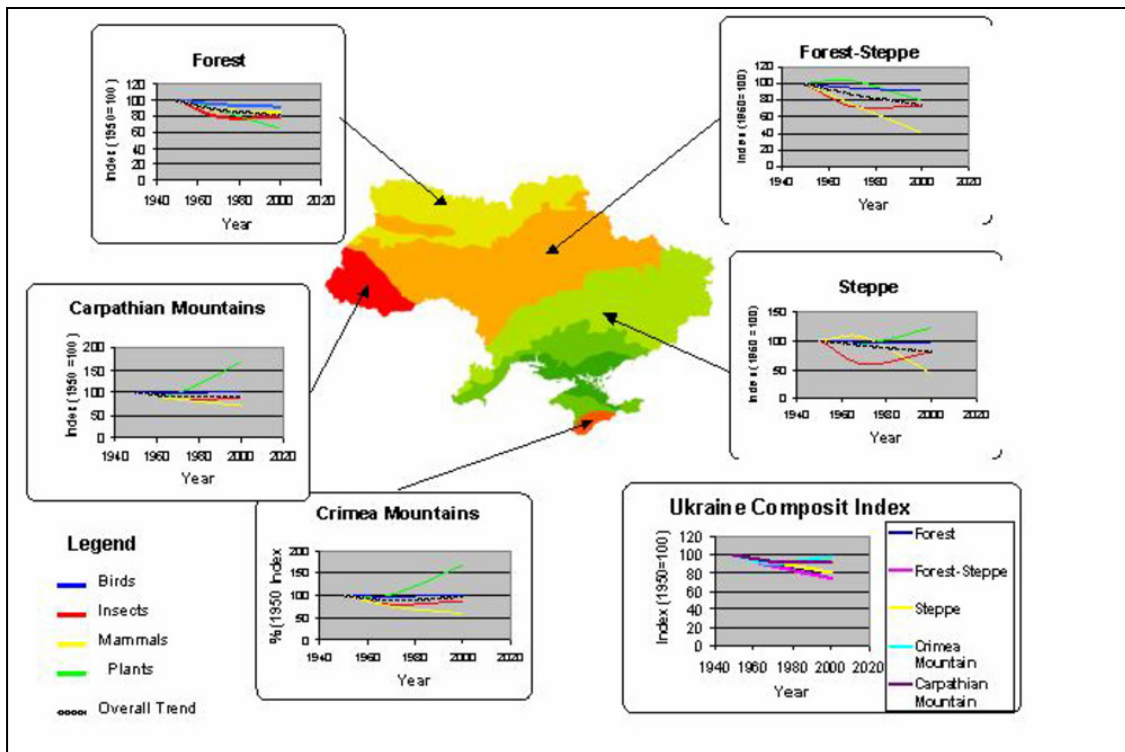 Forest
Index (1950=100)
120
100
80
60
40
20
0
1940 1960 1980 2000 2020
Year
Forest-Steppe
Index (1860=100)
120
100
80
60
40
20
0
1940 1960 1980 2000 2020
Year
Carpathian Mountains
Index (1950 =100)
200
150
100
50
0
1940 1960 1980 2000 2020
Year
Steppe
Index (1860 = 100)
150
100
50
0
1940 1960 1980 2000 2020
Year
Crimea Mountains
% (1950 Index
200
150
100
50
0
1940 1960 1980 2000 2020
Year
Ukraine Composit Index
Index (1950=100)
120
100
80
60
40
20
0
1940 1960 1980 2000 2020
Year
Forest
Forest-Steppe
Steppe
Crimea
Mountain
Carpathian
Mountain
Legend
Birds
Insects
Mammals
Plants
Overall Trend